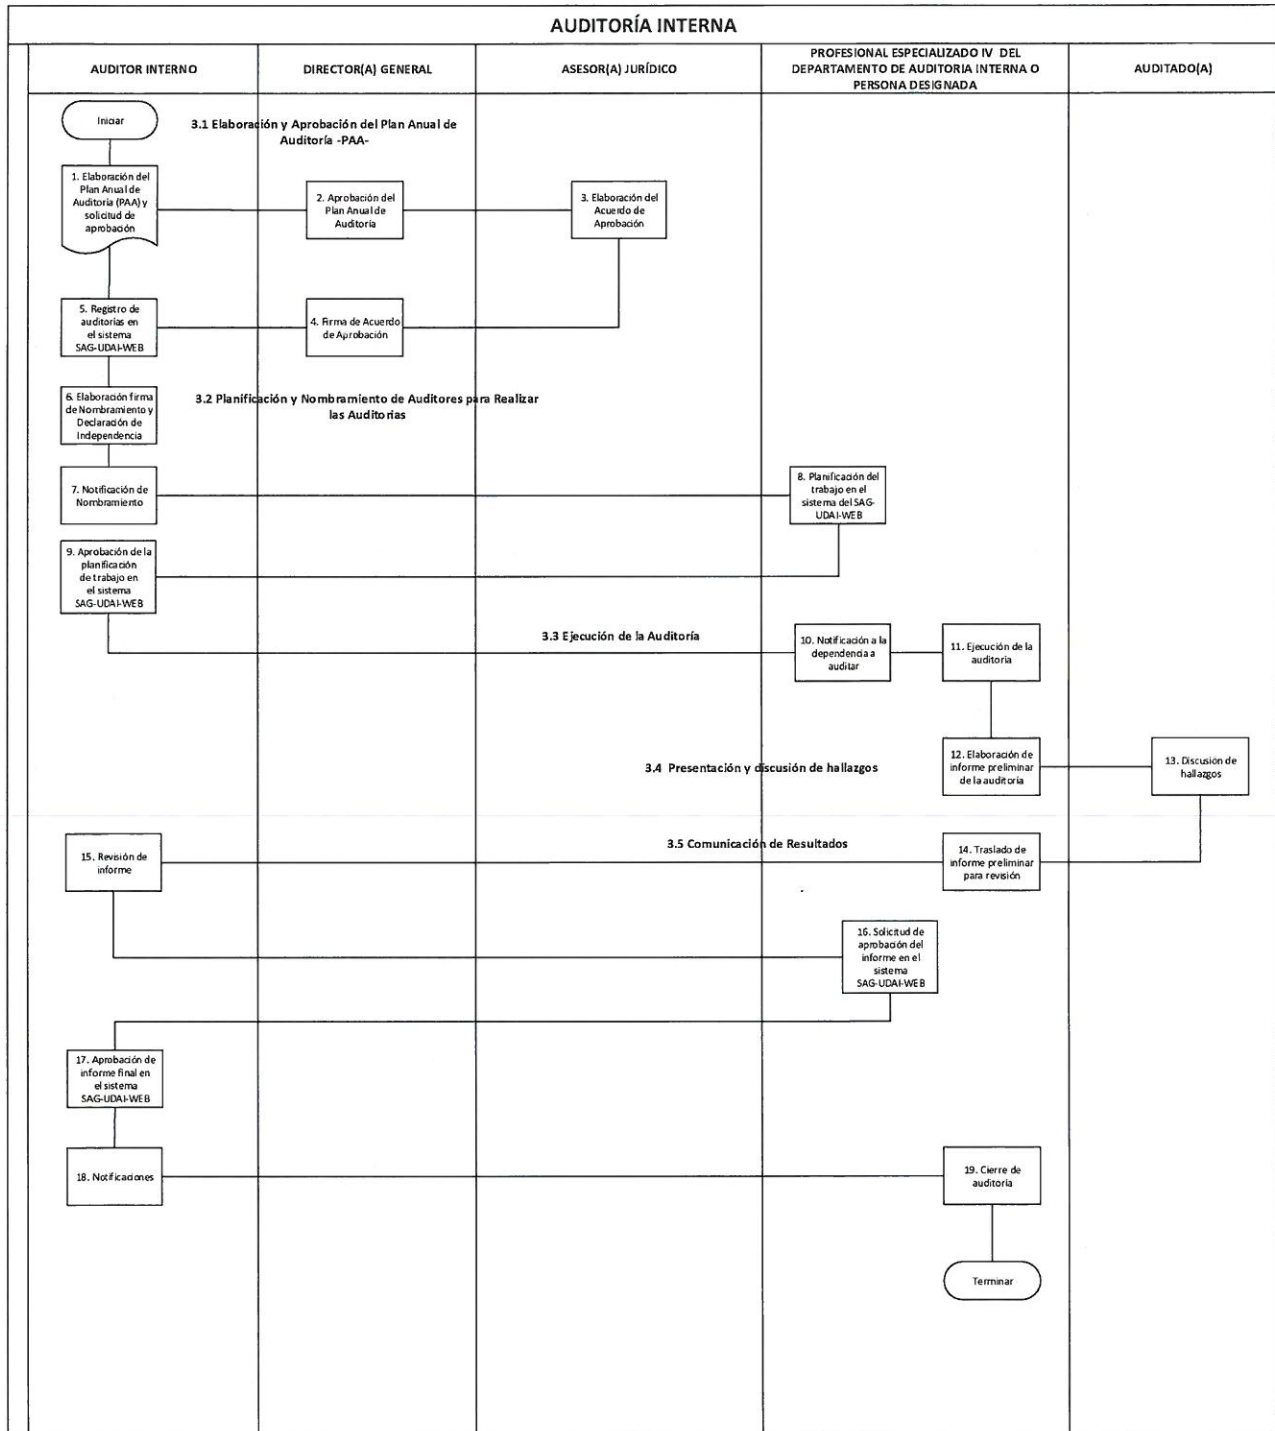 AUDITORÍA INTERNA
AUDITOR INTERNO
DIRECTOR(A) GENERAL
ASESOR(A) JURÍDICO
PROFESIONAL ESPECIALIZADO IV DEL
DEPARTAMENTO DE AUDITORIA INTERNA O
PERSONA DESIGNADA
AUDITADO(A)
Iniciar
3.1 Elaboración y Aprobación del Plan Anual de
Auditoría -PAA-
1. Elaboración del
Plan Anual de
Auditoría (PAA) y
solicitud de
aprobación
2. Aprobación del
Plan Anual de
Auditoría
3. Elaboración del
Acuerdo de
Aprobación
5. Registro de
auditorías en
el sistema
SAG-UDAI-WEB
4. Firma de Acuerdo
de Aprobación
6. Elaboración firma
de Nombramiento y
Declaración de
Independencia
3.2 Planificación y Nombramiento de Auditores para Realizar
las Auditorias
7. Notificación de
Nombramiento
8. Planificación del
trabajo en el
sistema del SAG-
UDAI-WEB
9. Aprobación de la
planificación
de trabajo en
el sistema
SAG-UDAI-WEB
3.3 Ejecución de la Auditoría
10. Notificación a la
dependencia a
auditar
11. Ejecución de la
auditoria
3.4 Presentación y discusión de hallazgos
12. Elaboración de
informe preliminar
de la auditoría
13. Discusión de
hallazgos
3.5 Comunicación de Resultados
15. Revisión de
informe
14. Traslado de
informe preliminar
para revisión
16. Solicitud de
aprobación del
informe en el
sistema
SAG-UDAI-WEB
17. Aprobación de
informe final en
el sistema
SAG-UDAI-WEB
18. Notificaciones
19. Cierre de
auditoría
Terminar